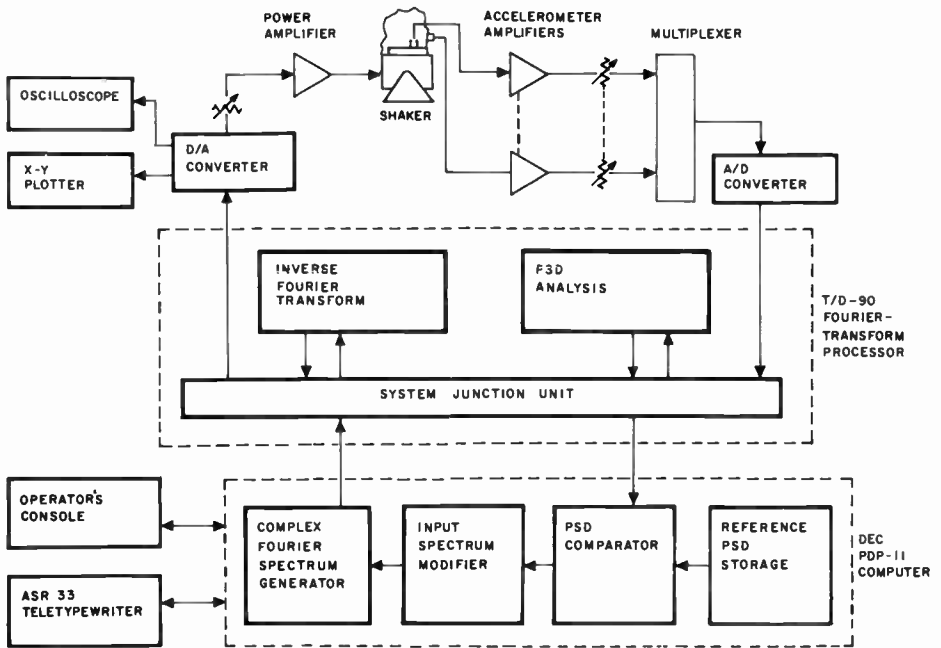 POWER
AMPLIFIER
ACCELEROMETER
AMPLIFIERS
MULTIPLEXER
OSCILLOSCOPE
SHAKER
D/A
CONVERTER
X-Y
PLOTTER
A/D
CONVERTER
INVERSE
FOURIER
TRANSFORM
P3D
ANALYSIS
T/D-90
FOURIER-
TRANSFORM
PROCESSOR
SYSTEM JUNCTION UNIT
OPERATOR'S
CONSOLE
COMPLEX
FOURIER
SPECTRUM
GENERATOR
INPUT
SPECTRUM
MODIFIER
PSD
COMPARATOR
REFERENCE
PSD
STORAGE
DEC
PDP-11
COMPUTER
ASR 33
TELETYPEWRITER